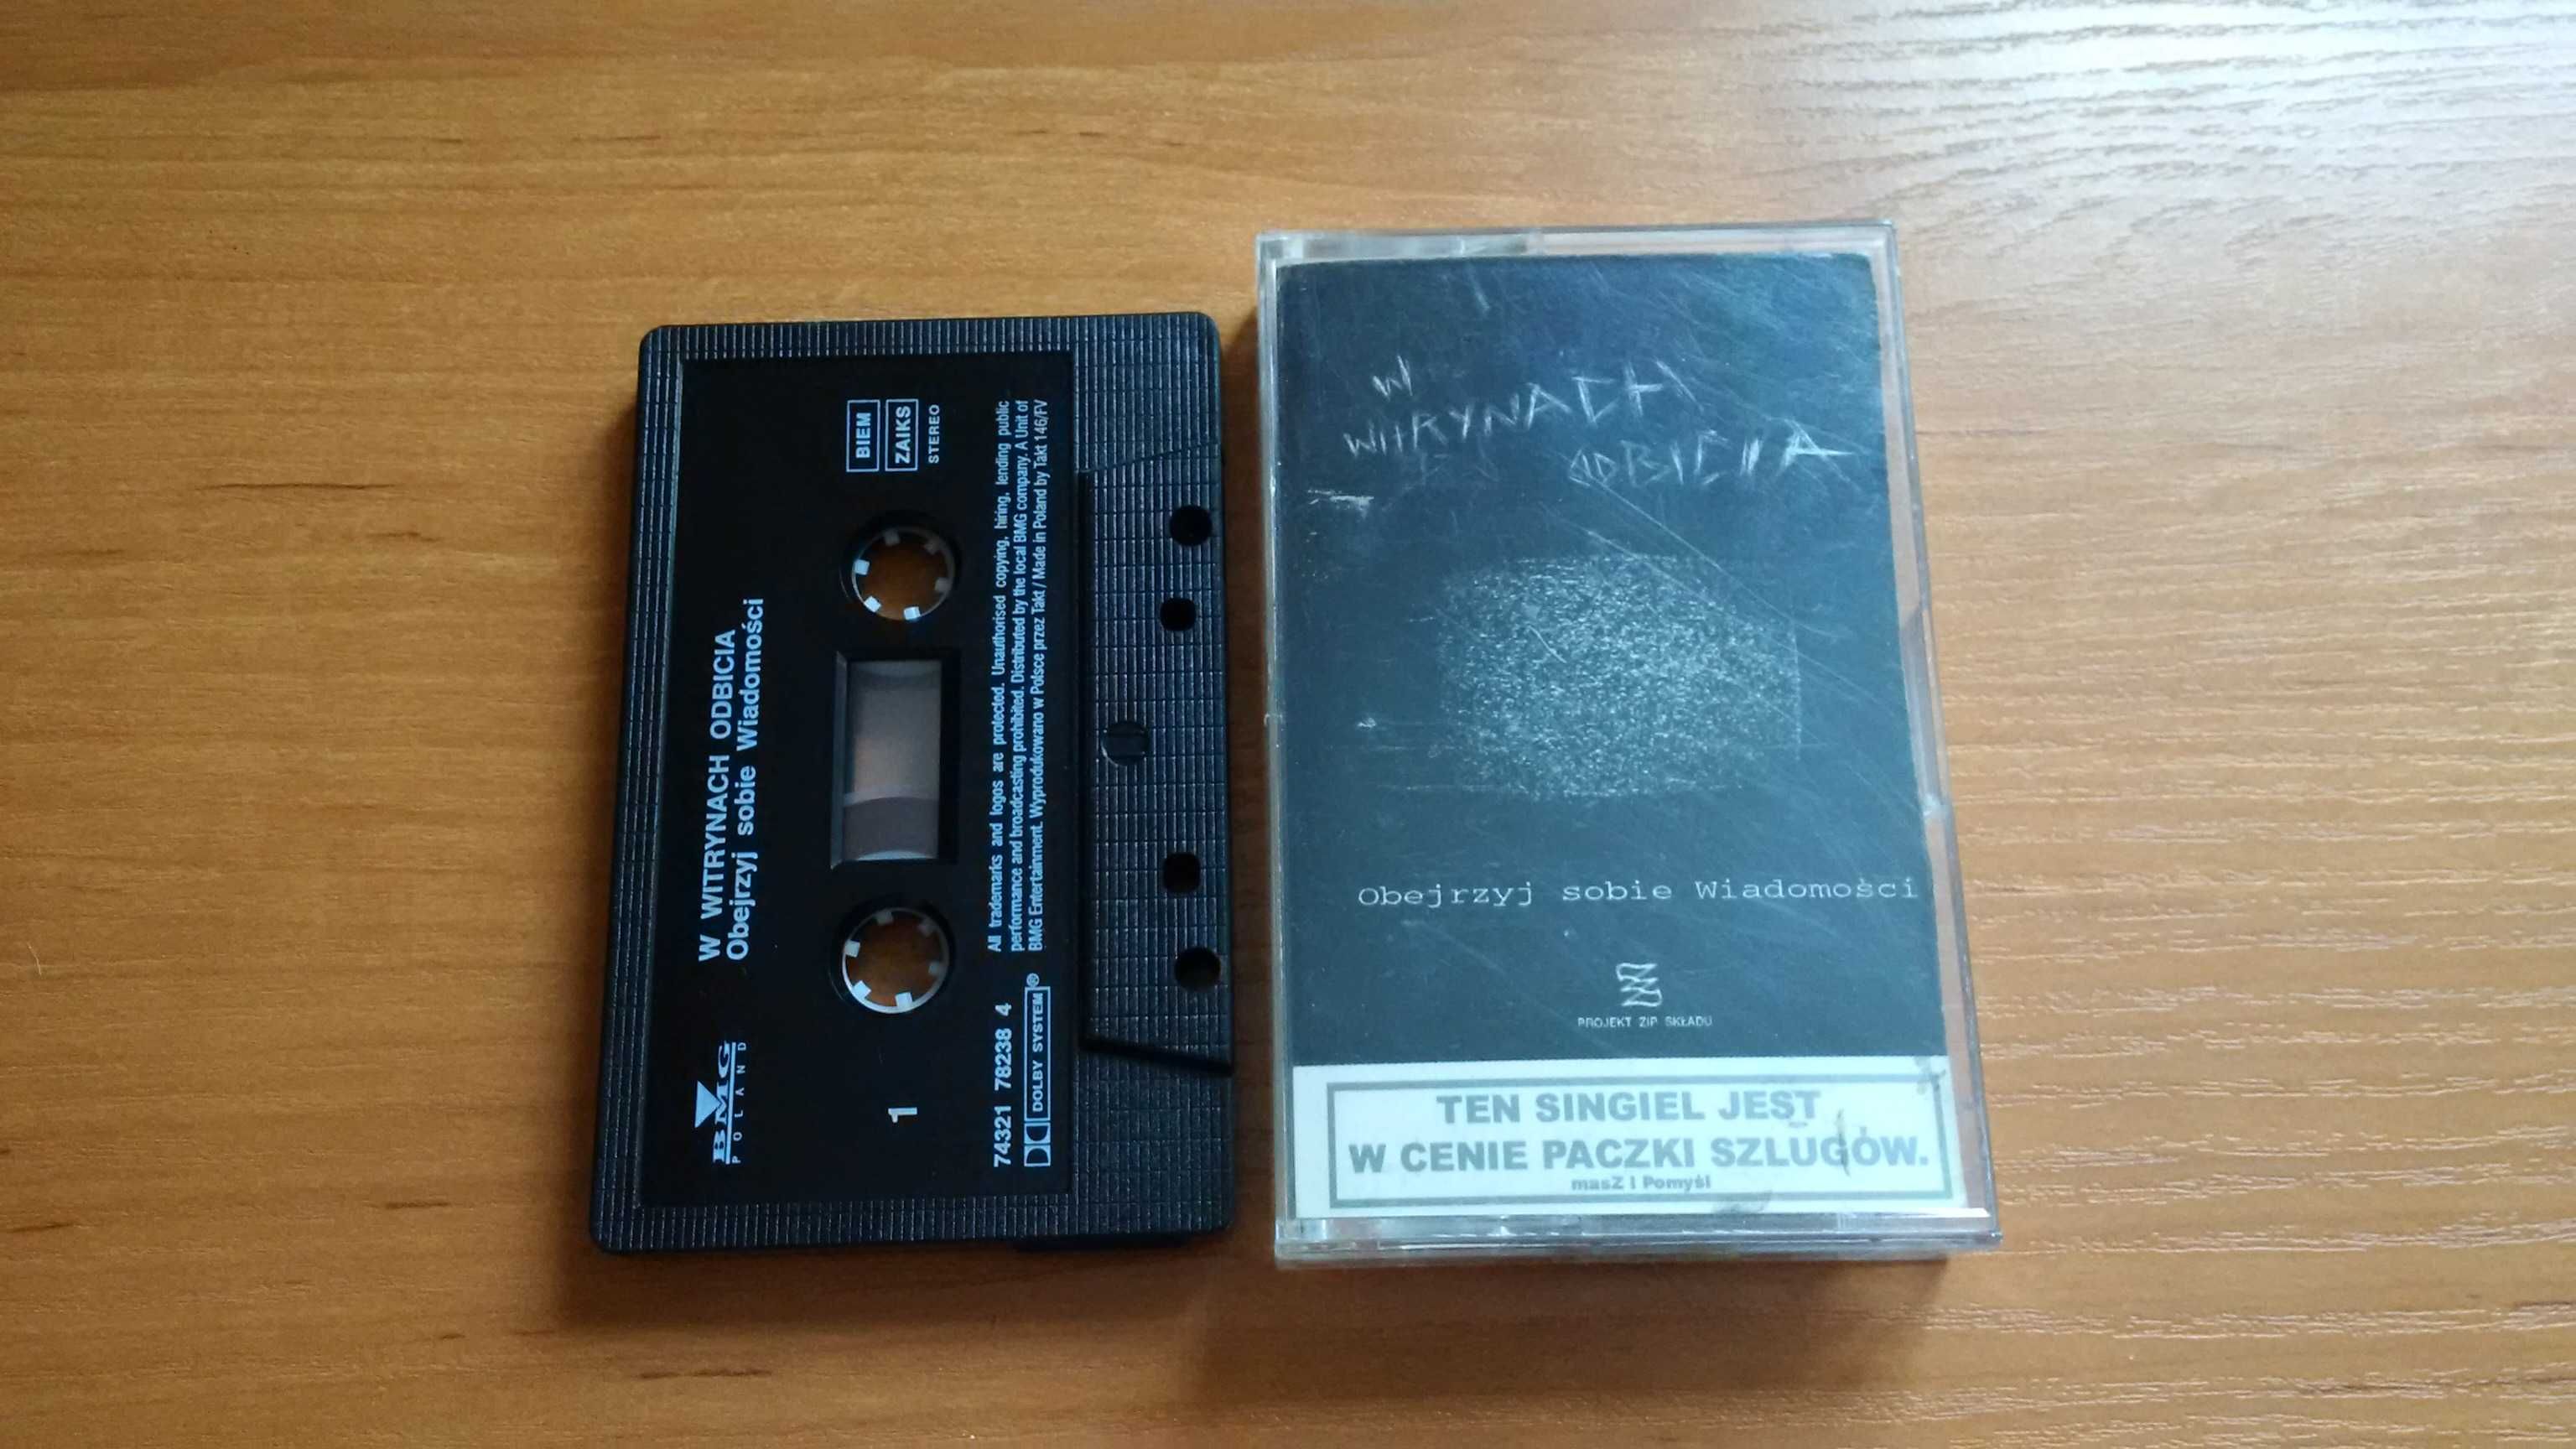 BMG
POLAND
W WITRYNACH ODBICIA
Obejrzyj sobie Wiadomości
1
BIEM
ZAIKS
STEREO
74321 78238 4
DOLBY SYSTEM®
All trademarks and logos are protected. Unauthorised copying, hiring, lending public
performance and broadcasting prohibited. Distributed by the local BMG company. A Unit of
BMG Entertainment. Wyprodukowano w Polsce przez Takt / Made in Poland by Takt 146/FV
W
WITRYNACH
ODBICIA
Obejrzyj sobie Wiadomości
PROJEKT ZIP SKŁADU
TEN SINGIEL JEST
W CENIE PACZKI SZLUGÓW.
masZ i Pomyśl